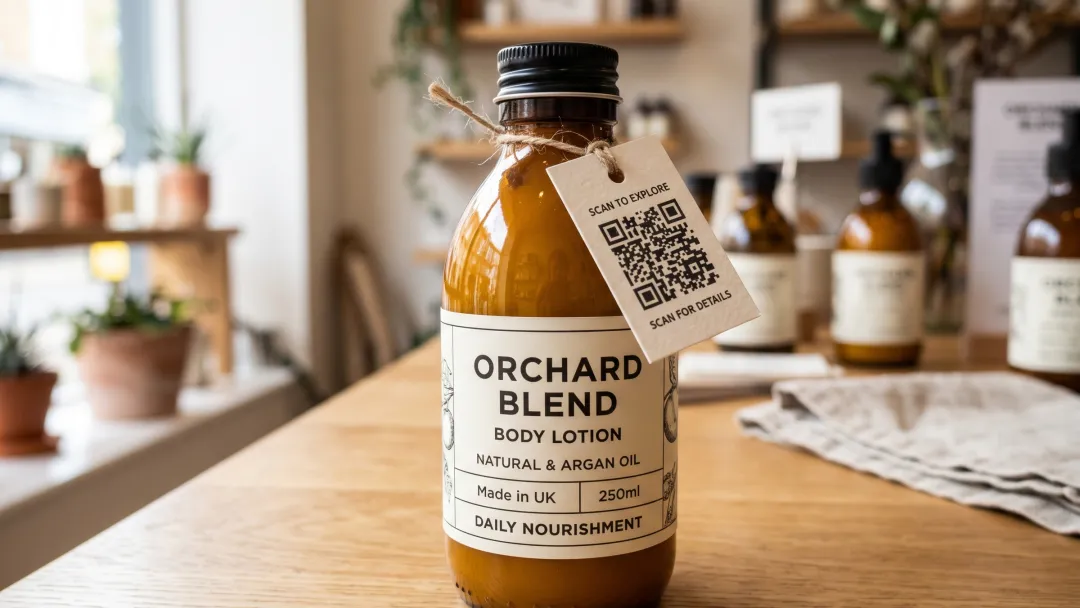 SCAN TO EXPLORE
SCAN FOR DETAILS
ORCHARD
BLEND
BODY LOTION
NATURAL & ARGAN OIL
Made in UK
250ml
DAILY NOURISHMENT